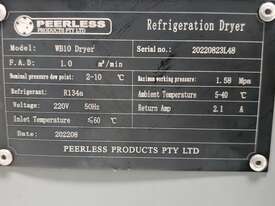 PEERLESS
PRODUCTS PTY LTD
Refrigeration Dryer
Model: WB10 Dryer
Serial no.: 20220823L48
F.A.D: 1.0 m³/min
Nominal pressure dew point: 2-10 ℃
Maximum working pressure: 1.58 Mpa
Refrigerant: R134a
Ambient Temperature 5-40 ℃
Voltage: 220V 50Hz
Return Amp 2.1 A
Inlet Temperature ≤60 ℃
Date: 202208
PEERLESS PRODUCTS PTY LTD